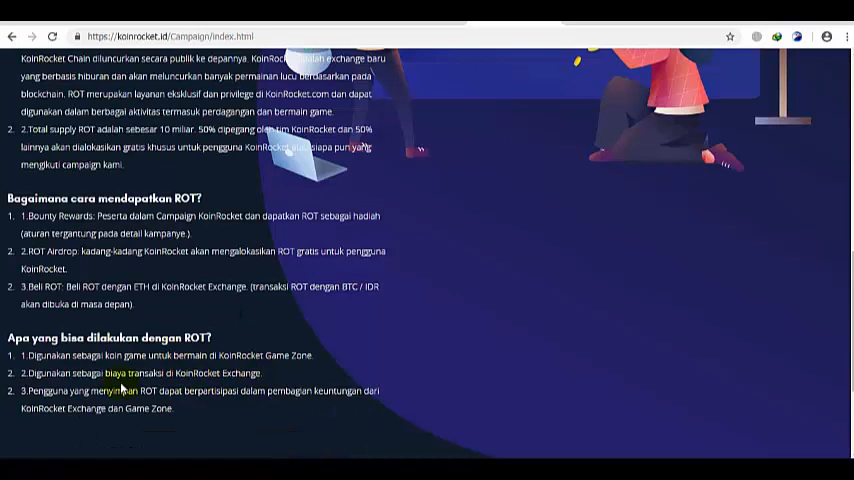 https://koinrocket.id/Campaign/index.html
KoinRocket Chain diluncurkan secara publik ke depannya. KoinRocket adalah exchange baru
yang berbasis hiburan dan akan meluncurkan banyak permainan lucu berdasarkan pada
blockchain. ROT merupakan layanan eksklusif dan privilege di KoinRocket.com dan dapat
digunakan dalam berbagai aktivitas termasuk perdagangan dan bermain game.
2. 2.Total supply ROT adalah sebesar 10 miliar. 50% dipegang oleh tim KoinRocket dan 50%
lainnya akan dialokasikan gratis khusus untuk pengguna KoinRocket siapa pun yang
mengikuti campaign kami.
Bagaimana cara mendapatkan ROT?
1. 1.Bounty Rewards: Peserta dalam Campaign KoinRocket dan dapatkan ROT sebagai hadiah
(aturan tergantung pada detail kampanye.).
2. 2.ROT Airdrop: kadang-kadang KoinRocket akan mengalokasikan ROT gratis untuk pengguna
KoinRocket.
2. 3.Beli ROT: Beli ROT dengan ETH di KoinRocket Exchange. (transaksi ROT dengan BTC / IDR
akan dibuka di masa depan).
Apa yang bisa dilakukan dengan ROT?
1. 1.Digunakan sebagai koin game untuk bermain di KoinRocket Game Zone.
2. 2.Digunakan sebagai biaya transaksi di KoinRocket Exchange.
2. 3.Pengguna yang menyimpan ROT dapat berpartisipasi dalam pembagian keuntungan dari
KoinRocket Exchange dan Game Zone.